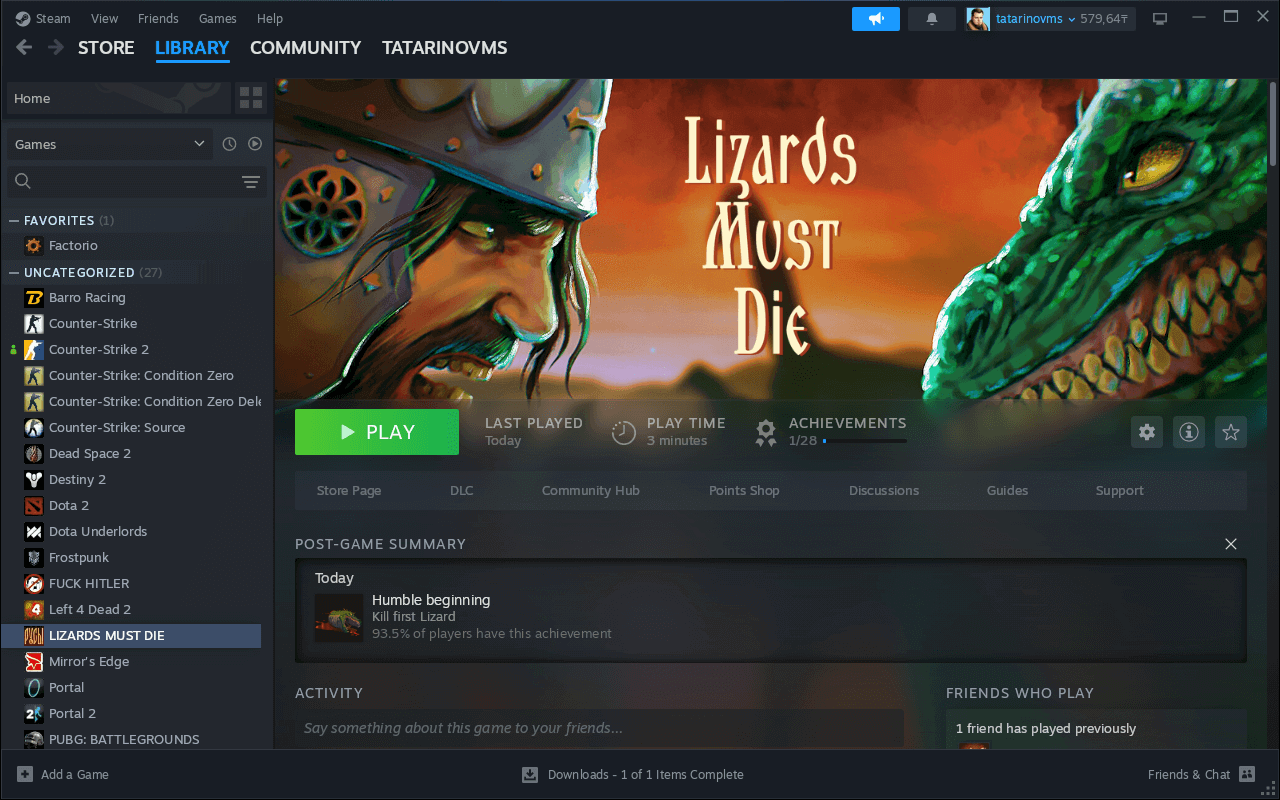 Steam View Friends Games Help
tatarinovms 579,64₸
STORE LIBRARY COMMUNITY TATARINOVMS
Home
Games
FAVORITES (1)
Factorio
UNCATEGORIZED (27)
Barro Racing
Counter-Strike
Counter-Strike 2
Counter-Strike: Condition Zero
Counter-Strike: Condition Zero Dele
Counter-Strike: Source
Dead Space 2
Destiny 2
Dota 2
Dota Underlords
Frostpunk
FUCK HITLER
Left 4 Dead 2
LIZARDS MUST DIE
Mirror's Edge
Portal
Portal 2
PUBG: BATTLEGROUNDS
Lizards
Must
Die
PLAY
LAST PLAYED
Today
PLAY TIME
3 minutes
ACHIEVEMENTS
1/28
Store Page DLC Community Hub Points Shop Discussions Guides Support
POST-GAME SUMMARY
Today
Humble beginning
Kill first Lizard
93.5% of players have this achievement
ACTIVITY
Say something about this game to your friends...
FRIENDS WHO PLAY
1 friend has played previously
Add a Game
Downloads - 1 of 1 Items Complete
Friends & Chat